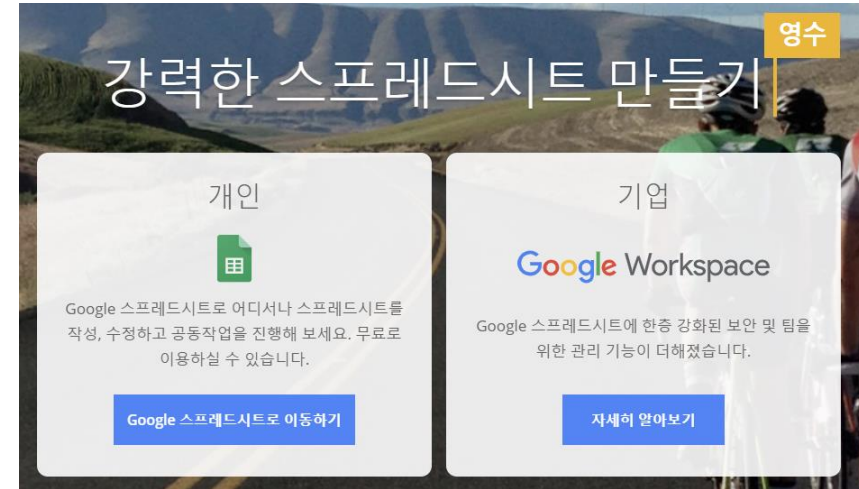 영수
강력한 스프레드시트 만들기
개인
Google 스프레드시트로 어디서나 스프레드시트를
작성, 수정하고 공동작업을 진행해 보세요. 무료로
이용하실 수 있습니다.
Google 스프레드시트로 이동하기
기업
Google Workspace
Google 스프레드시트에 한층 강화된 보안 및 팀을
위한 관리 기능이 더해졌습니다.
자세히 알아보기